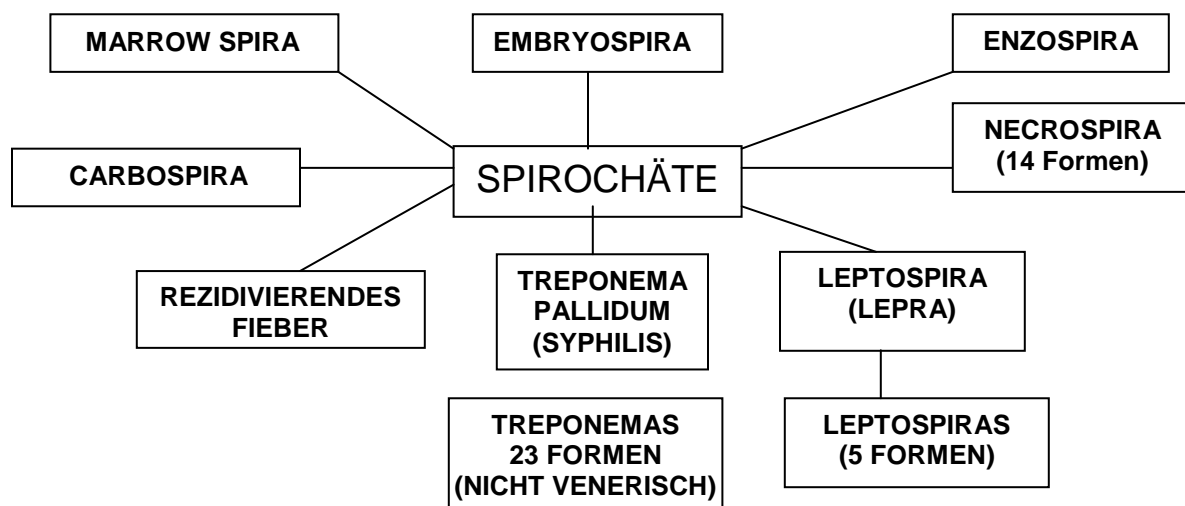 MARROW SPIRA
EMBRYOSPIRA
ENZOSPIRA
NECROSPIRA
(14 Formen)
CARBOSPIRA
SPIROCHÄTE
REZIDIVIERENDES
FIEBER
TREPONEMA
PALLIDUM
(SYPHILIS)
LEPTOSPIRA
(LEPRA)
TREPONEMAS
23 FORMEN
(NICHT VENERISCH)
LEPTOSPIRAS
(5 FORMEN)